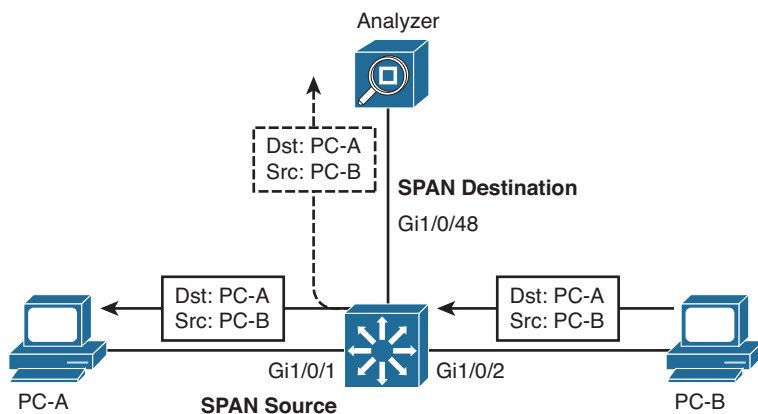 Analyzer
Dst: PC-A
Src: PC-B
SPAN Destination
Gi1/0/48
Dst: PC-A
Src: PC-B
Dst: PC-A
Src: PC-B
Gi1/0/1
Gi1/0/2
PC-A
SPAN Source
PC-B